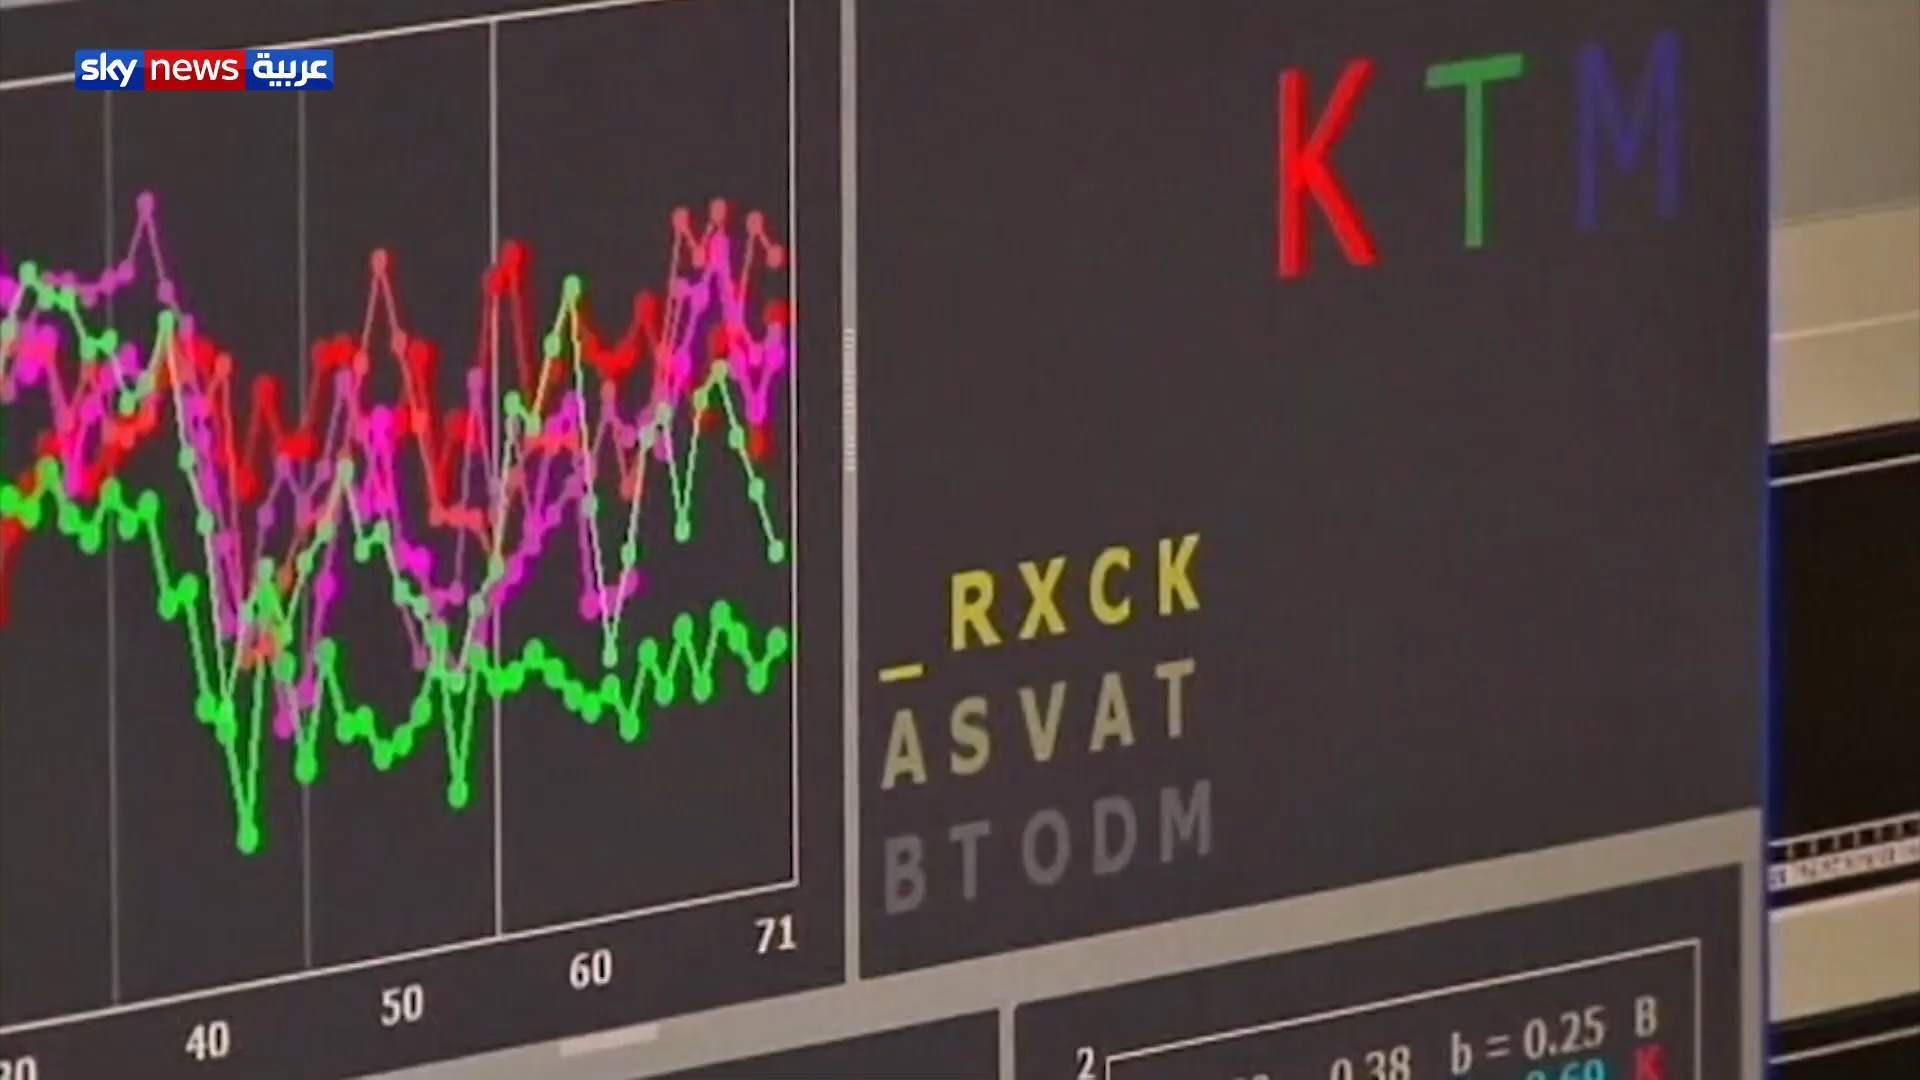 sky news عربية
K T M
_ R X C K
A S V A T
B T O D M
40 50 60 71
2
0.38 b = 0.25 B
K